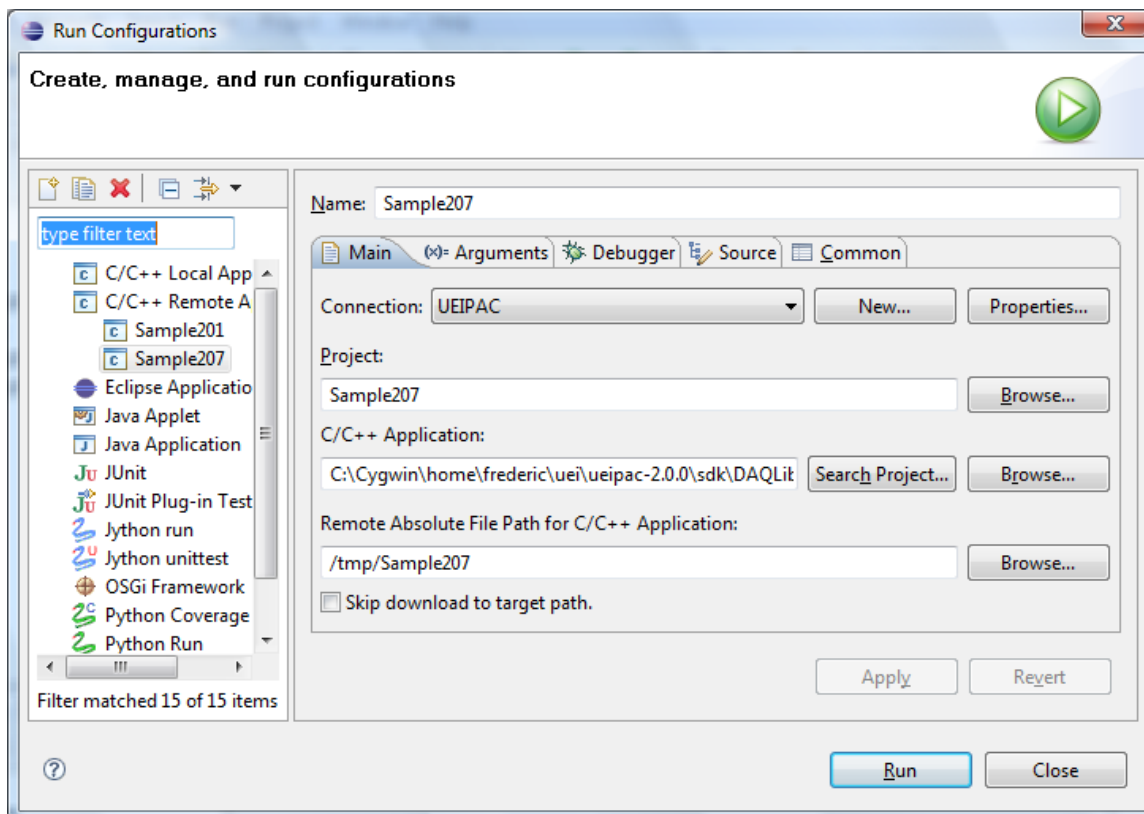 Run Configurations
Create, manage, and run configurations
type filter text
C/C++ Local App
C/C++ Remote A
Sample201
Sample207
Eclipse Applicatio
Java Applet
Java Application
JUnit
JUnit Plug-in Test
Jython run
Jython unittest
OSGi Framework
Python Coverage
Python Run
Filter matched 15 of 15 items
Name: Sample207
Main (x)= Arguments Debugger Source Common
Connection: UEIPAC New... Properties...
Project:
Sample207 Browse...
C/C++ Application:
C:\Cygwin\home\frederic\uei\ueipac-2.0.0\sdk\DAQLib Search Project... Browse...
Remote Absolute File Path for C/C++ Application:
/tmp/Sample207 Browse...
Skip download to target path.
Apply Revert
Run Close